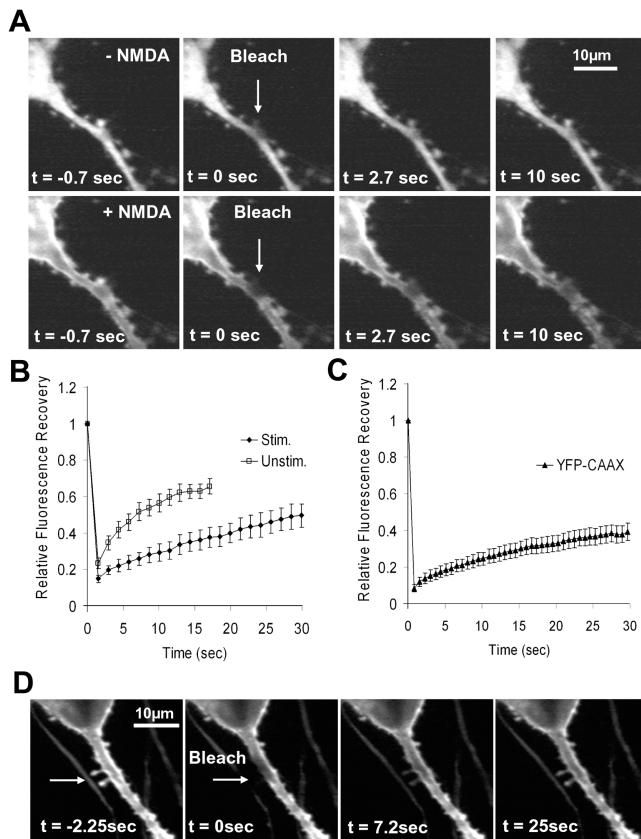 A
- NMDA
Bleach
10μm
t = -0.7 sec
t = 0 sec
t = 2.7 sec
t = 10 sec
+ NMDA
Bleach
t = -0.7 sec
t = 0 sec
t = 2.7 sec
t = 10 sec
B
Relative Fluorescence Recovery
1.2
1
0.8
0.6
0.4
0.2
0
Stim.
Unstim.
0 5 10 15 20 25 30
Time (sec)
C
Relative Fluorescence Recovery
1.2
1
0.8
0.6
0.4
0.2
0
YFP-CAAX
0 5 10 15 20 25 30
Time (sec)
D
10μm
Bleach
t = -2.25sec
t = 0sec
t = 7.2sec
t = 25sec